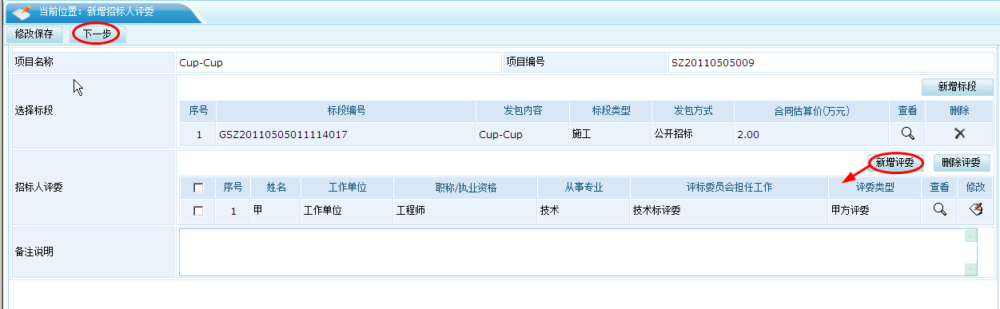 当前位置：新增招标人评委
修改保存 下一步
项目名称 Cup-Cup 项目编号 SZ20110505009
新增标段
选择标段
序号 标段编号 发包内容 标段类型 发包方式 合同估算价(万元) 查看 删除
1 GSZ20110505011114017 Cup-Cup 施工 公开招标 2.00
新增评委 删除评委
招标人评委
序号 姓名 工作单位 职称/执业资格 从事专业 评标委员会担任工作 评委类型 查看 修改
1 甲 工作单位 工程师 技术 技术标评委 甲方评委
备注说明